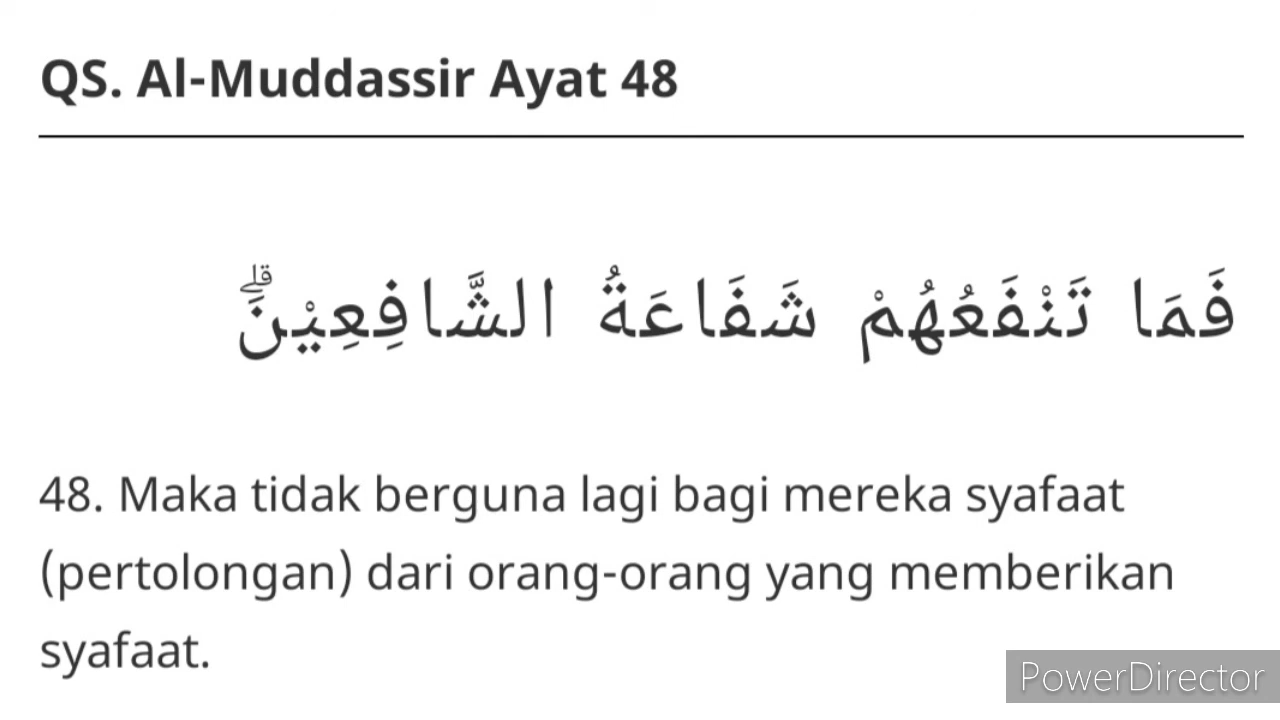 QS. Al-Muddassir Ayat 48
فَمَا تَنْفَعُهُمْ شَفَاعَةُ الشَّافِعِيْنَۗ
48. Maka tidak berguna lagi bagi mereka syafaat
(pertolongan) dari orang-orang yang memberikan
syafaat.
PowerDirector